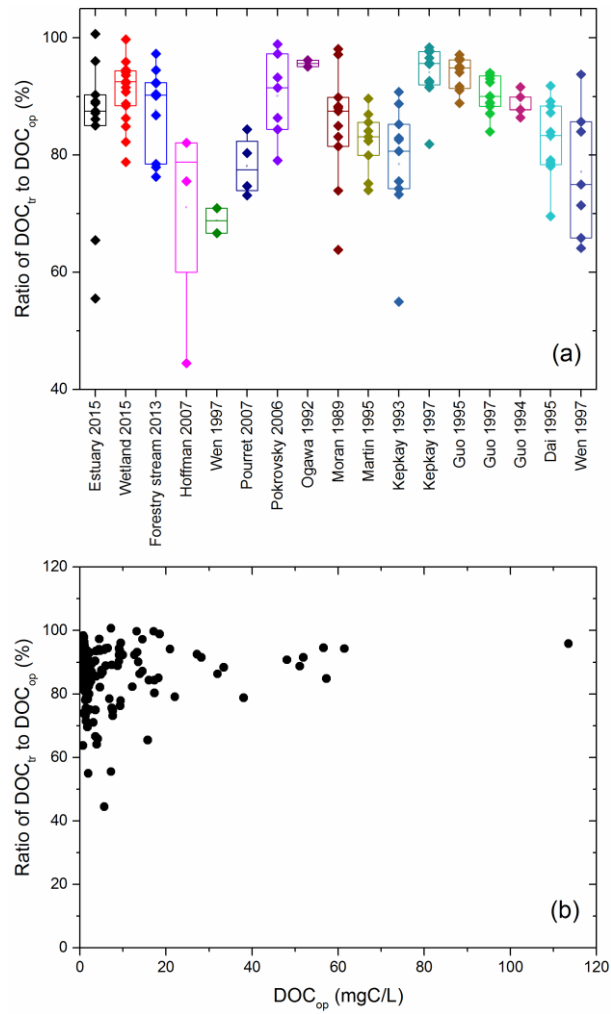 (a)
Ratio of DOCtr to DOCop (%)
100
80
60
40
Estuary 2015
Wetland 2015
Forestry stream 2013
Hoffman 2007
Wen 1997
Pourret 2007
Pokrovsky 2006
Ogawa 1992
Moran 1989
Martin 1995
Kepkay 1993
Kepkay 1997
Guo 1995
Guo 1997
Guo 1994
Dai 1995
Wen 1997
(b)
Ratio of DOCtr to DOCop (%)
120
100
80
60
40
20
0
0 20 40 60 80 100 120
DOCop (mgC/L)